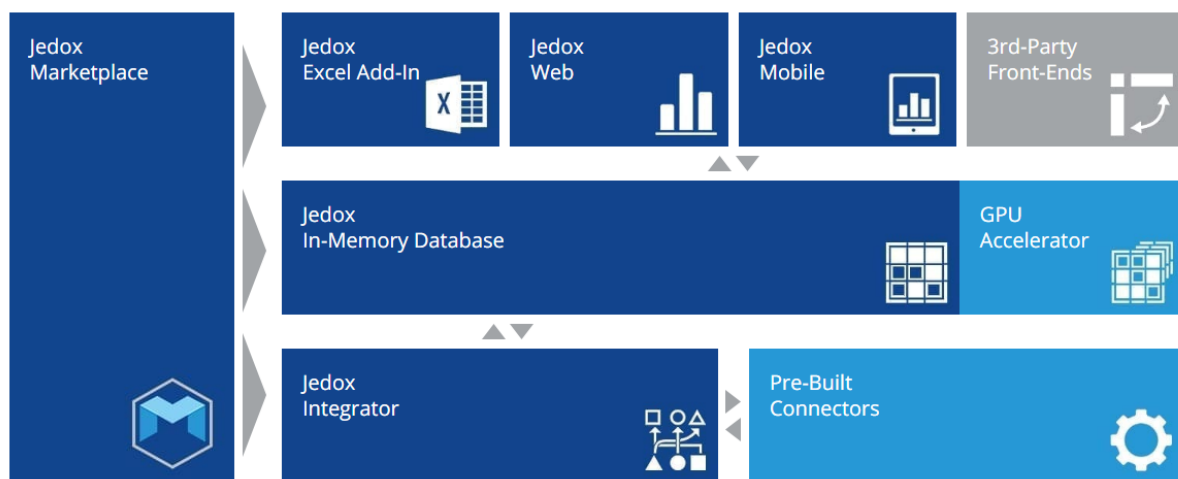 Jedox
Marketplace
Jedox
Excel Add-In
X
Jedox
Web
Jedox
Mobile
3rd-Party
Front-Ends
Jedox
In-Memory Database
GPU
Accelerator
Jedox
Integrator
Pre-Built
Connectors